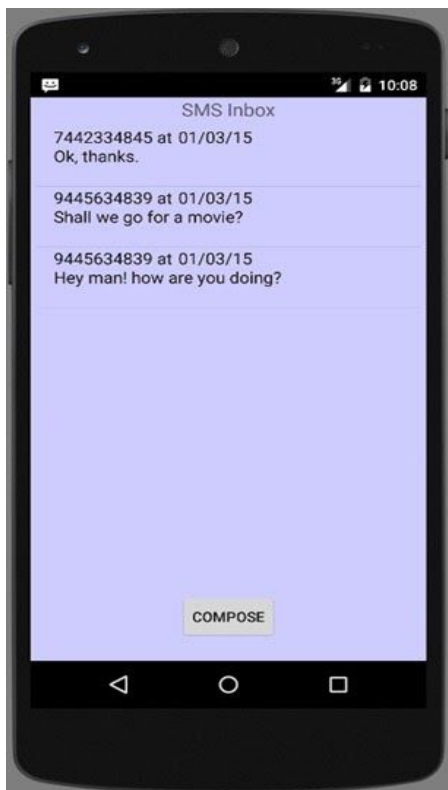 3G 10:08
SMS Inbox
7442334845 at 01/03/15
Ok, thanks.
9445634839 at 01/03/15
Shall we go for a movie?
9445634839 at 01/03/15
Hey man! how are you doing?
COMPOSE